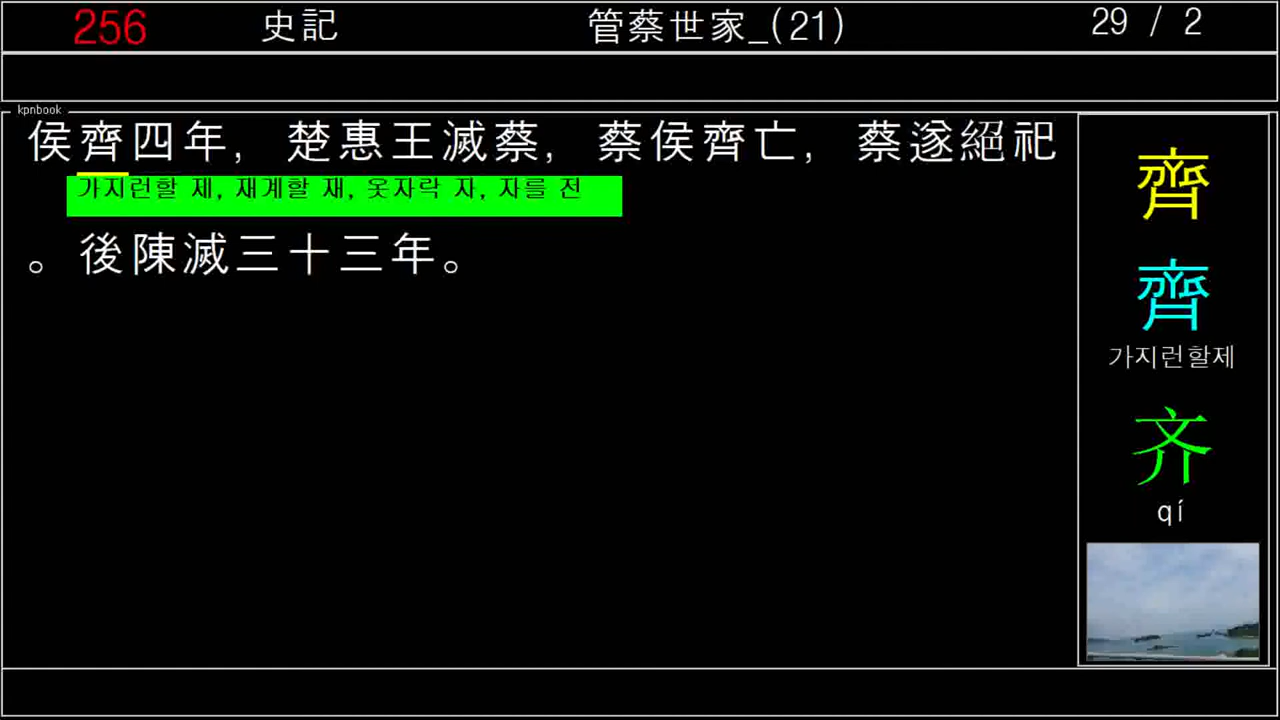 256 史記 管蔡世家_(21) 29 / 2
kpnbook
侯齊四年, 楚惠王滅蔡, 蔡侯齊亡, 蔡遂絕祀
가지런할 제, 재계할 재, 옷자락 자, 자를 전
。後陳滅三十三年。
齊
齊
가지런할제
齐
qí